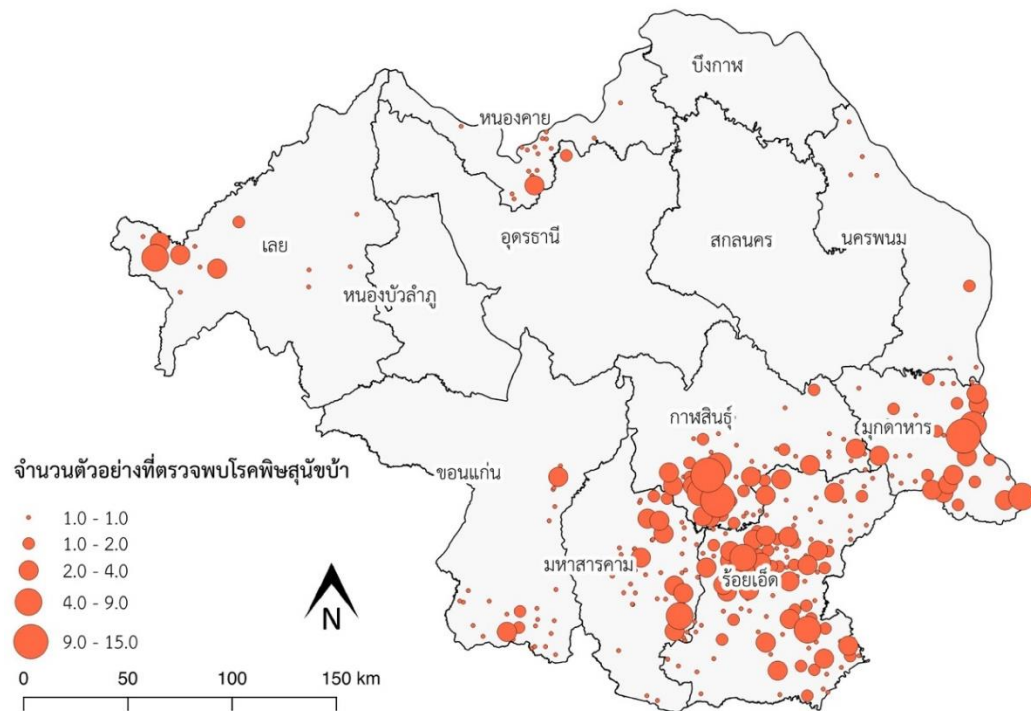 บึงกาฬ
หนองคาย
เลย
อุดรธานี
สกลนคร
นครพนม
หนองบัวลำภู
กาฬสินธุ์
มุกดาหาร
ขอนแก่น
มหาสารคาม
ร้อยเอ็ด
จำนวนตัวอย่างที่ตรวจพบโรคพิษสุนัขบ้า
1.0 - 1.0
1.0 - 2.0
2.0 - 4.0
4.0 - 9.0
9.0 - 15.0
N
0 50 100 150 km